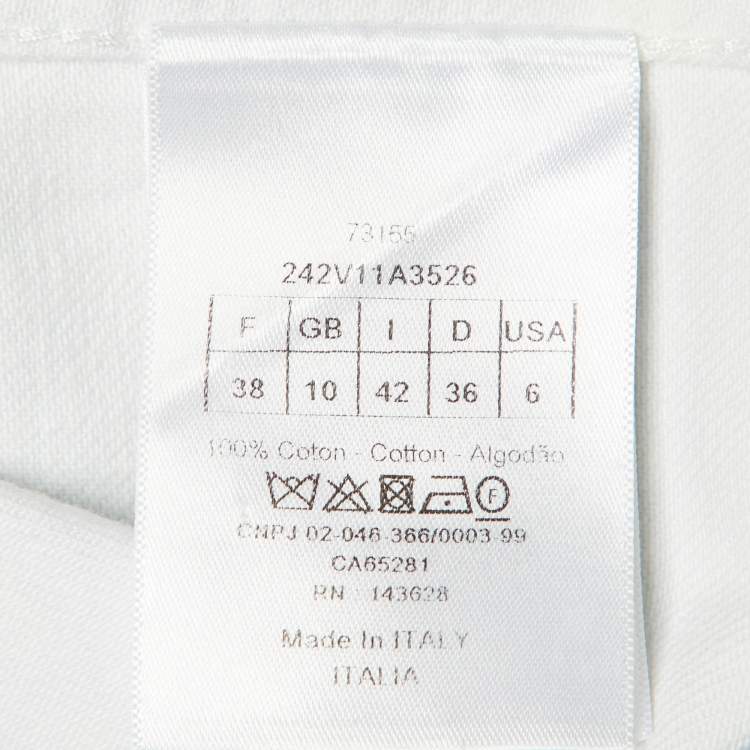 73155
242V11A3526
F GB I D USA
38 10 42 36 6
100% Coton - Cotton - Algodão
F
CNPJ 02-046-366/0003-99
CA65281
RN : 143628
Made In ITALY
ITALIA